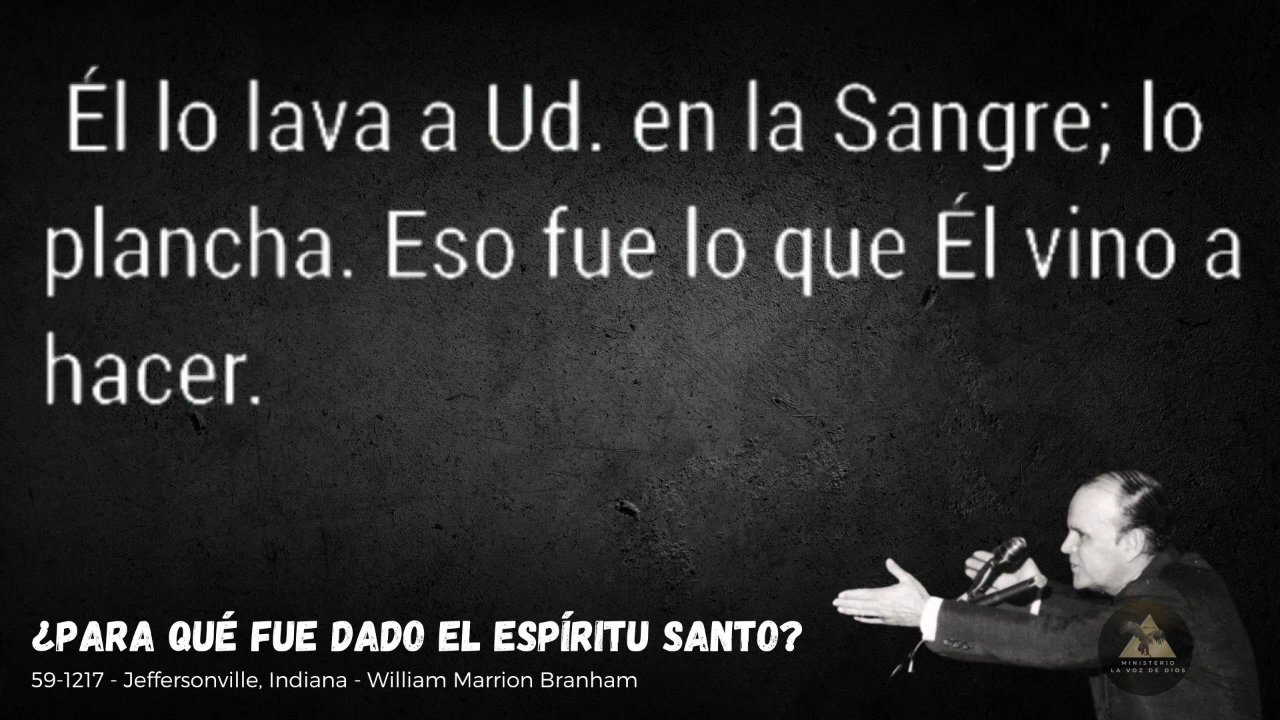 Él lo lava a Ud. en la Sangre; lo
plancha. Eso fue lo que Él vino a
hacer.
¿PARA QUÉ FUE DADO EL ESPÍRITU SANTO?
59-1217 - Jeffersonville, Indiana - William Marrion Branham
MINISTERIO
LA VOZ DE DIOS